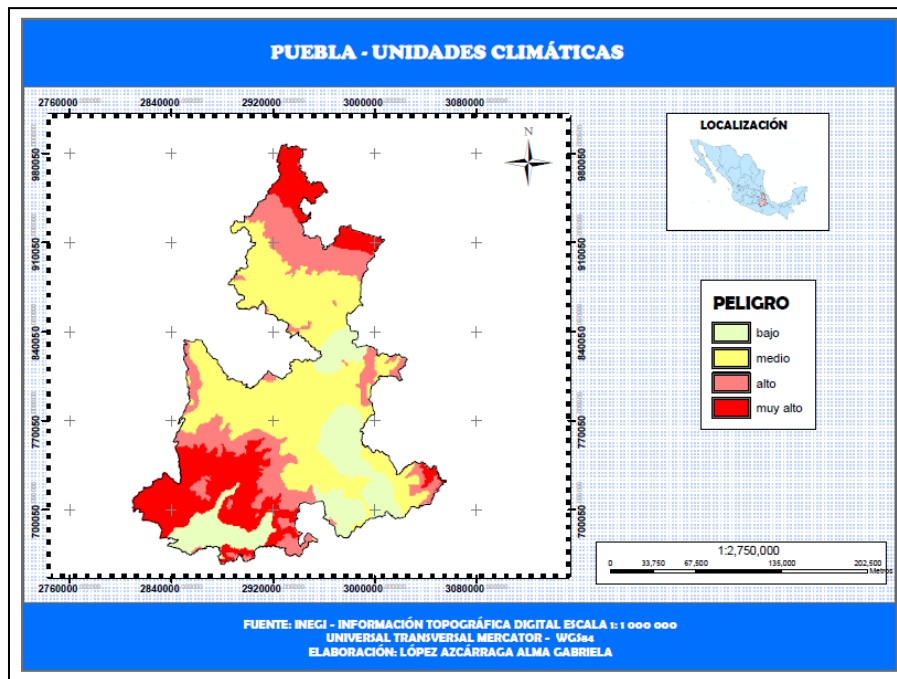 PUEBLA - UNIDADES CLIMÁTICAS
2760000 2840000 2920000 3000000 3080000
980050 980050
910050 910050
840050 840050
770050 770050
700050 700050
2760000 2840000 2920000 3000000 3080000
N
LOCALIZACIÓN
PELIGRO
bajo
medio
alto
muy alto
1:2,750,000
0 33,750 67,500 135,000 202,500
Metros
FUENTE: INEGI - INFORMACIÓN TOPOGRÁFICA DIGITAL ESCALA 1: 1 000 000
UNIVERSAL TRANSVERSAL MERCATOR - WGS84
ELABORACIÓN: LÓPEZ AZCÁRRAGA ALMA GABRIELA